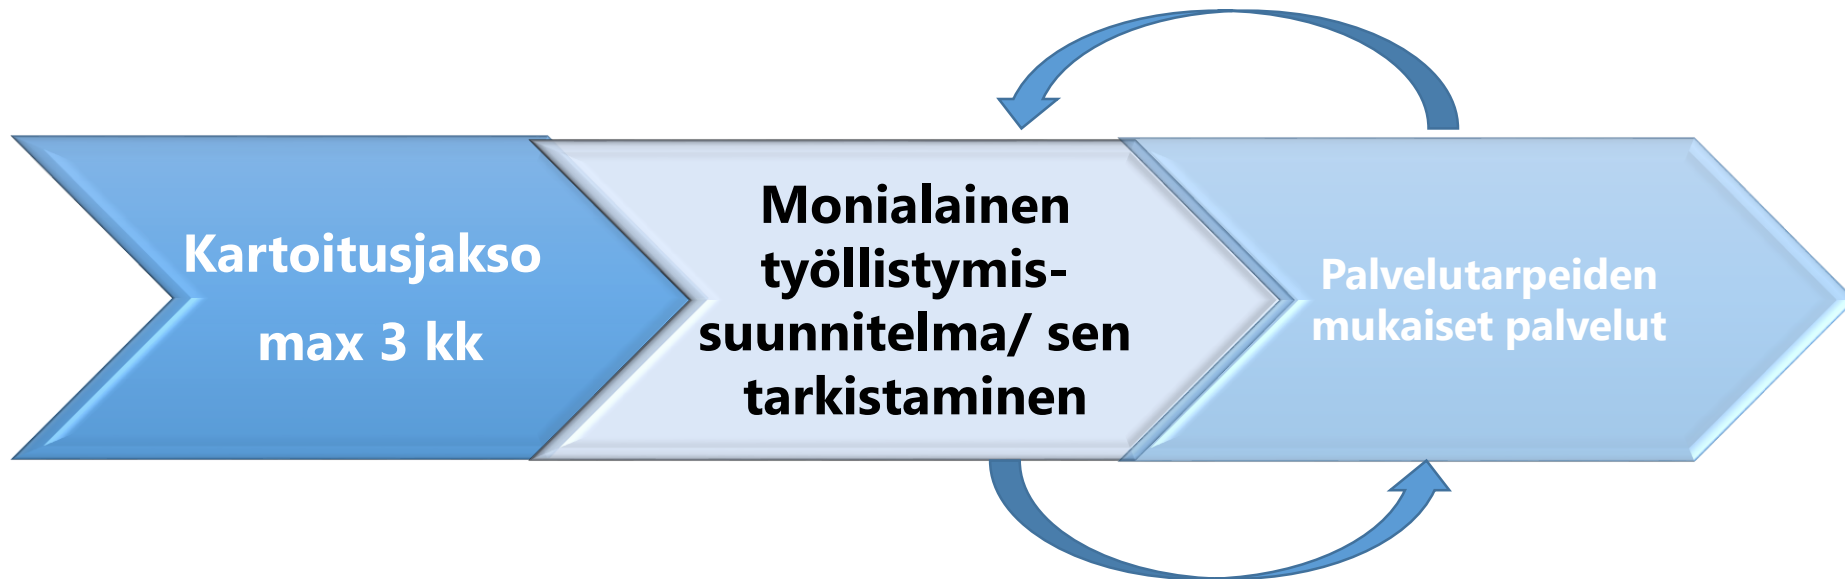 Kartoitusjakso
max 3 kk
Monialainen
työllistymis-
suunnitelma/ sen
tarkistaminen
Palvelutarpeiden
mukaiset palvelut